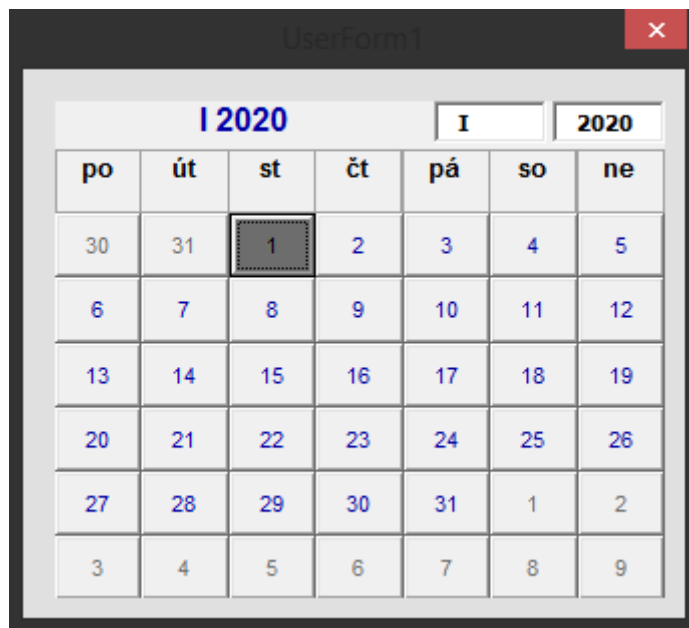 UserForm1
I 2020 I 2020
po út st čt pá so ne
30 31 1 2 3 4 5
6 7 8 9 10 11 12
13 14 15 16 17 18 19
20 21 22 23 24 25 26
27 28 29 30 31 1 2
3 4 5 6 7 8 9